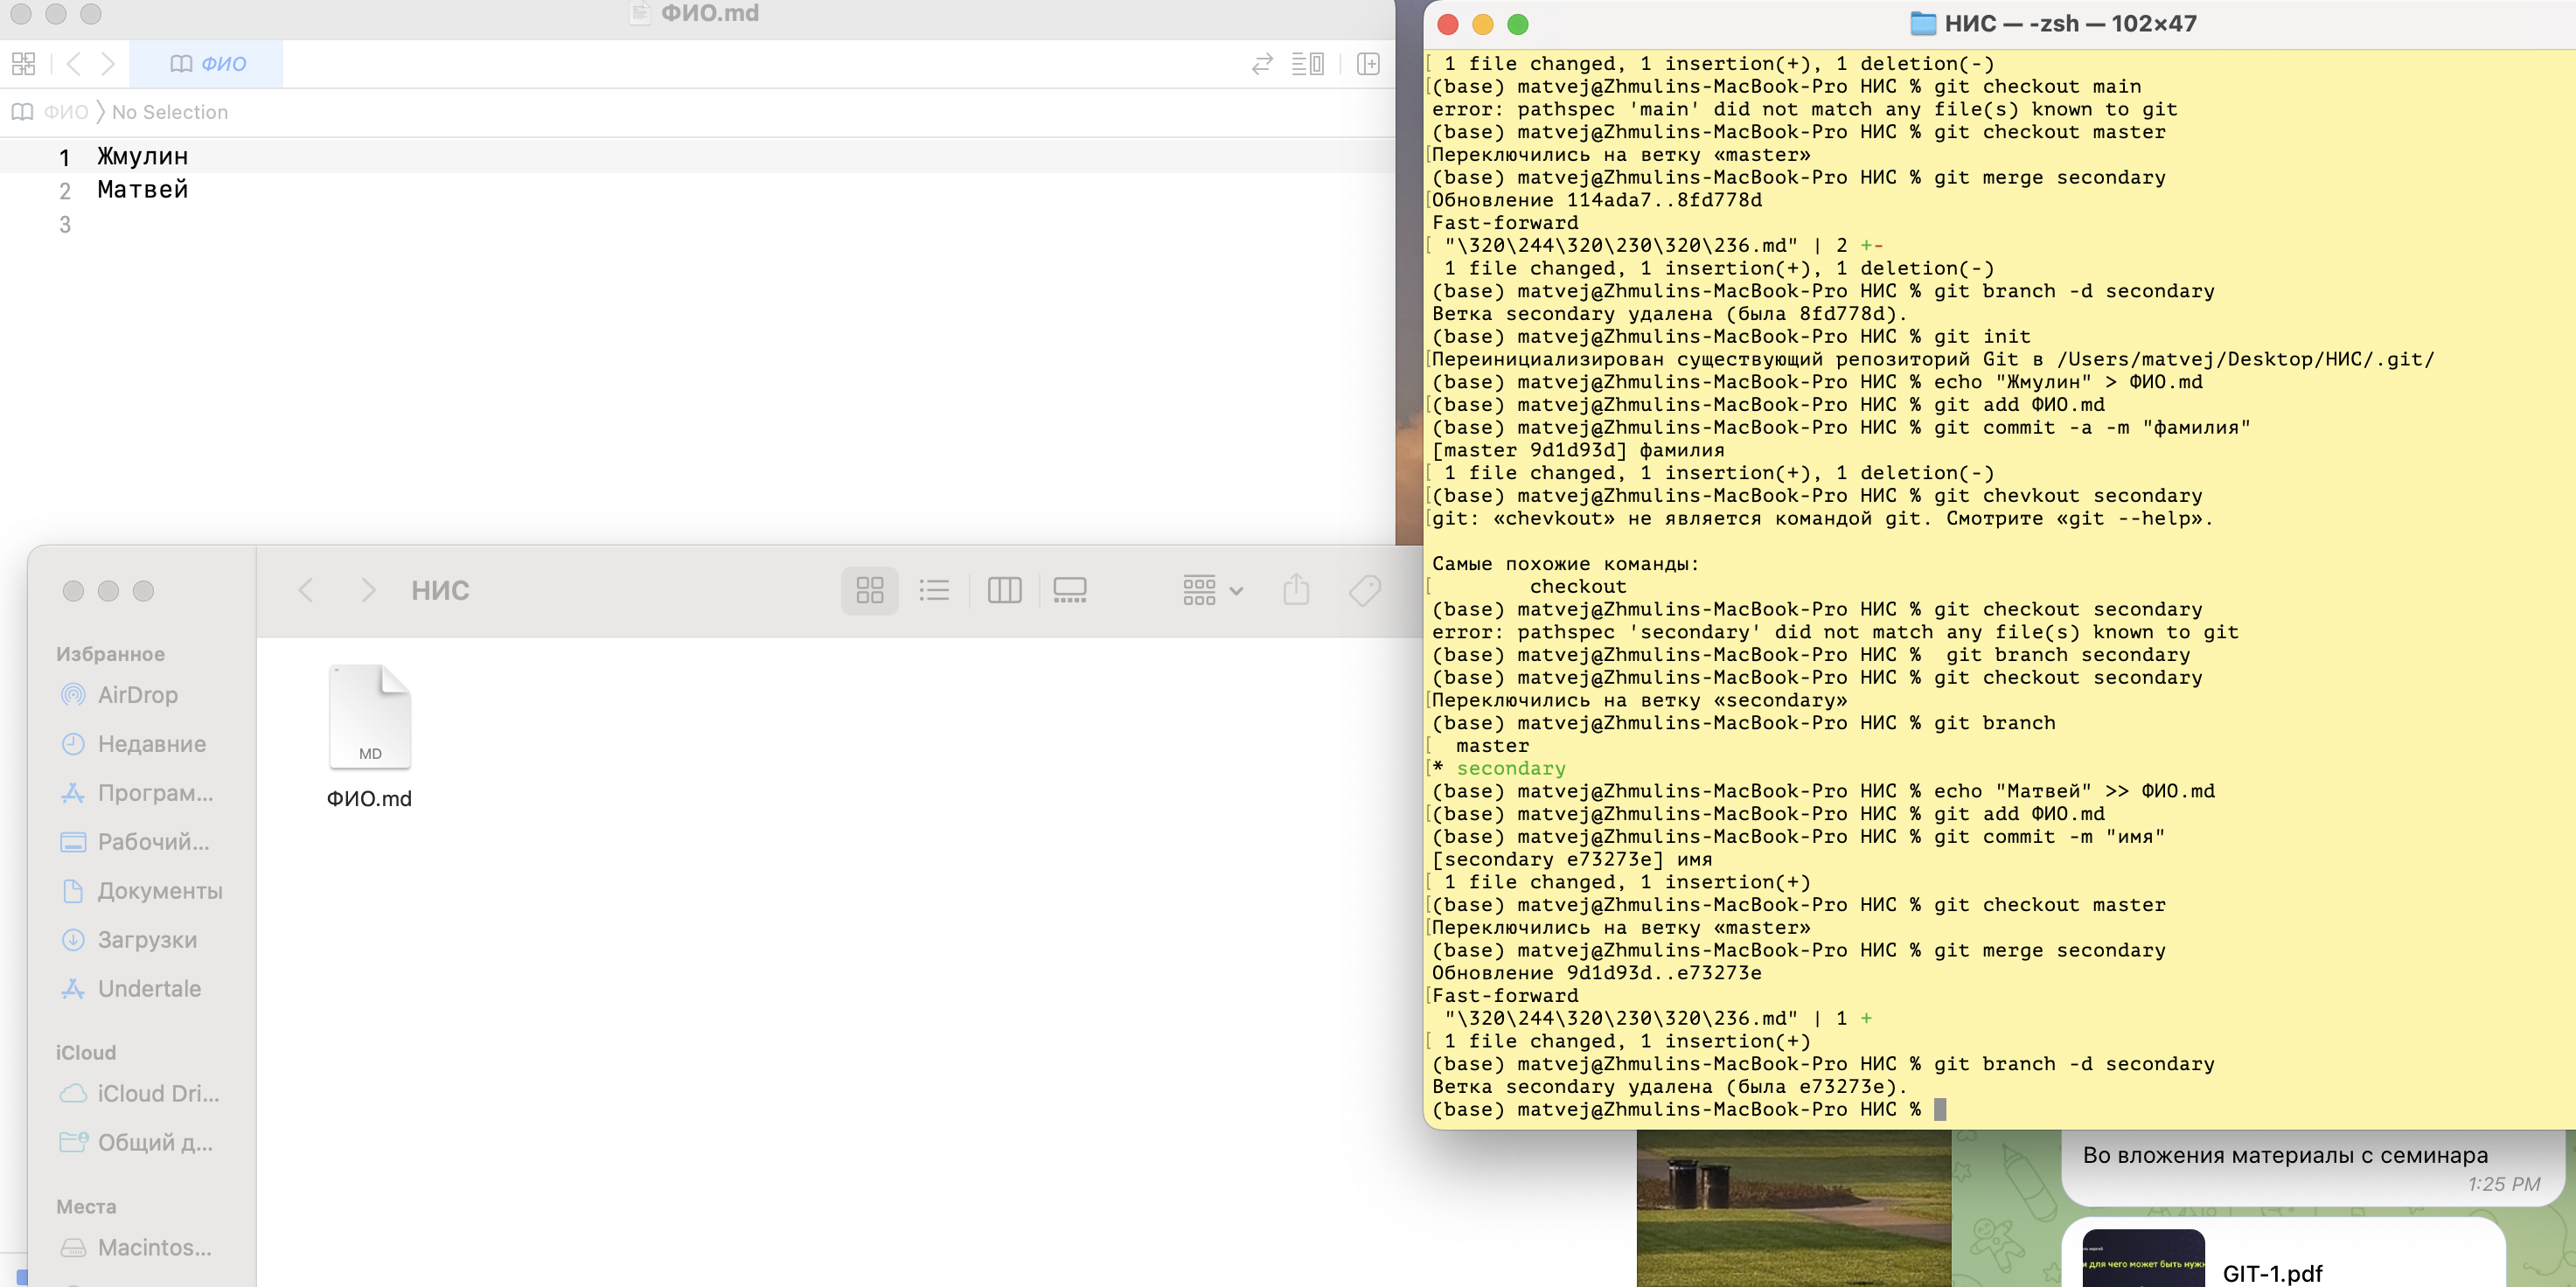 ФИО.md
ФИО
ФИО 〉 No Selection
1 Жмулин
2 Матвей
3
НИС
Избранное
AirDrop
Недавние
Програм...
Рабочий...
Документы
Загрузки
Undertale
iCloud
iCloud Dri...
Общий д...
Места
Macintos...
MD
ФИО.md
НИС — -zsh — 102×47
1 file changed, 1 insertion(+), 1 deletion(-)
(base) matvej@Zhmulins-MacBook-Pro НИС % git checkout main
error: pathspec 'main' did not match any file(s) known to git
(base) matvej@Zhmulins-MacBook-Pro НИС % git checkout master
Переключились на ветку «master»
(base) matvej@Zhmulins-MacBook-Pro НИС % git merge secondary
Обновление 114ada7..8fd778d
Fast-forward
"\320\244\320\230\320\236.md" | 2 +-
1 file changed, 1 insertion(+), 1 deletion(-)
(base) matvej@Zhmulins-MacBook-Pro НИС % git branch -d secondary
Ветка secondary удалена (была 8fd778d).
(base) matvej@Zhmulins-MacBook-Pro НИС % git init
Переинициализирован существующий репозиторий Git в /Users/matvej/Desktop/НИС/.git/
(base) matvej@Zhmulins-MacBook-Pro НИС % echo "Жмулин" > ФИО.md
(base) matvej@Zhmulins-MacBook-Pro НИС % git add ФИО.md
(base) matvej@Zhmulins-MacBook-Pro НИС % git commit -a -m "фамилия"
[master 9d1d93d] фамилия
1 file changed, 1 insertion(+), 1 deletion(-)
(base) matvej@Zhmulins-MacBook-Pro НИС % git chevkout secondary
git: «chevkout» не является командой git. Смотрите «git --help».
Самые похожие команды:
checkout
(base) matvej@Zhmulins-MacBook-Pro НИС % git checkout secondary
error: pathspec 'secondary' did not match any file(s) known to git
(base) matvej@Zhmulins-MacBook-Pro НИС %  git branch secondary
(base) matvej@Zhmulins-MacBook-Pro НИС % git checkout secondary
Переключились на ветку «secondary»
(base) matvej@Zhmulins-MacBook-Pro НИС % git branch
master
* secondary
(base) matvej@Zhmulins-MacBook-Pro НИС % echo "Матвей" >> ФИО.md
(base) matvej@Zhmulins-MacBook-Pro НИС % git add ФИО.md
(base) matvej@Zhmulins-MacBook-Pro НИС % git commit -m "имя"
[secondary e73273e] имя
1 file changed, 1 insertion(+)
(base) matvej@Zhmulins-MacBook-Pro НИС % git checkout master
Переключились на ветку «master»
(base) matvej@Zhmulins-MacBook-Pro НИС % git merge secondary
Обновление 9d1d93d..e73273e
Fast-forward
"\320\244\320\230\320\236.md" | 1 +
1 file changed, 1 insertion(+)
(base) matvej@Zhmulins-MacBook-Pro НИС % git branch -d secondary
Ветка secondary удалена (была e73273e).
(base) matvej@Zhmulins-MacBook-Pro НИС %
Во вложения материалы с семинара
1:25 PM
и для чего может быть нуж
GIT-1.pdf